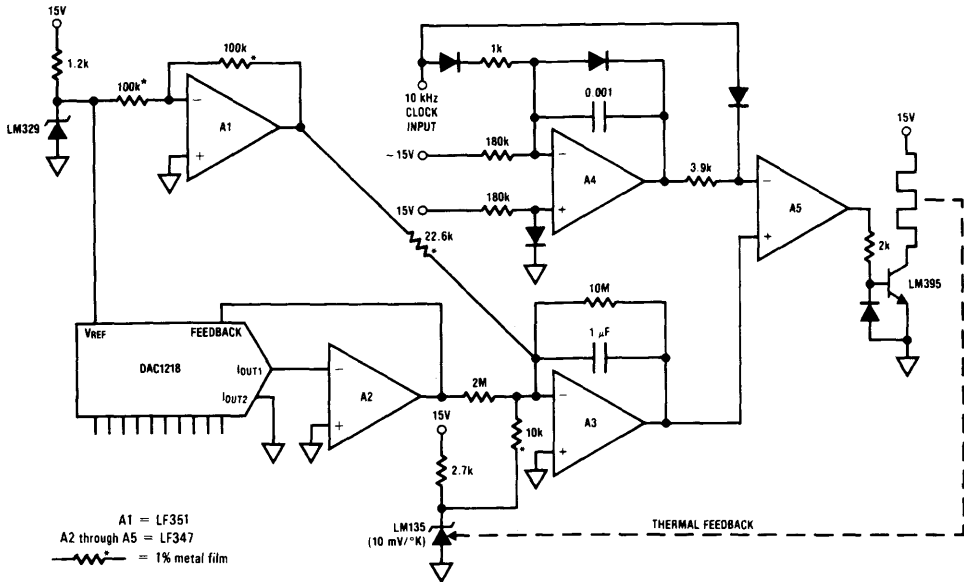 15V
1.2k
100k*
LM329
100k*
A1
10 kHz
CLOCK
INPUT
1k
0.001
~15V
180k
15V
180k
A4
3.9k
A5
15V
2k
LM395
22.6k
*
VREF
FEEDBACK
DAC1218
IOUT1
IOUT2
A2
2M
10M
1 μF
A3
10k
*
15V
2.7k
LM135
(10 mV/°K)
THERMAL FEEDBACK
A1 = LF351
A2 through A5 = LF347
* = 1% metal film